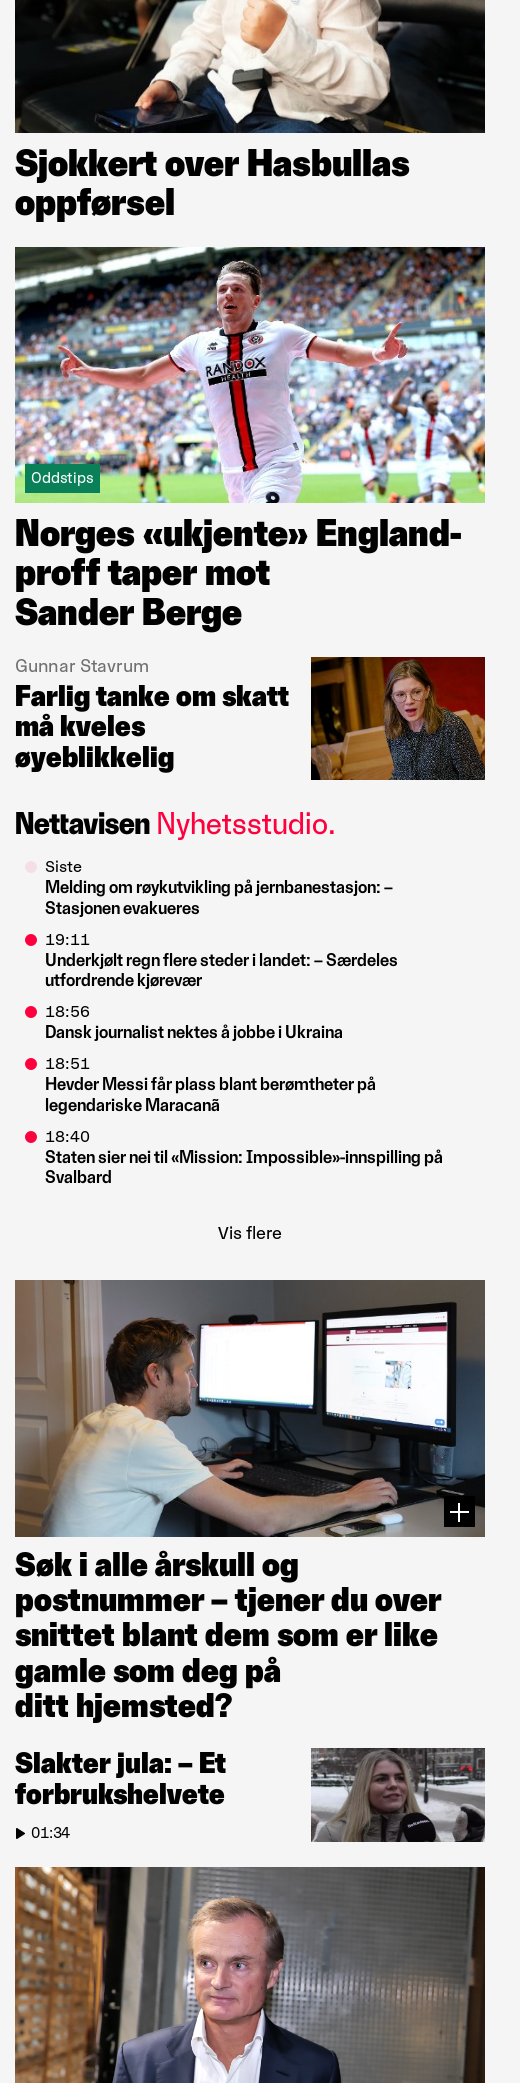 Sjokkert over Hasbullas
oppførsel
RANDOX
HEALTH
Oddstips
Norges «ukjente» England-
proff taper mot
Sander Berge
Gunnar Stavrum
Farlig tanke om skatt
må kveles
øyeblikkelig
Nettavisen Nyhetsstudio.
Siste
Melding om røykutvikling på jernbanestasjon: –
Stasjonen evakueres
19:11
Underkjølt regn flere steder i landet: – Særdeles
utfordrende kjørevær
18:56
Dansk journalist nektes å jobbe i Ukraina
18:51
Hevder Messi får plass blant berømtheter på
legendariske Maracanã
18:40
Staten sier nei til «Mission: Impossible»-innspilling på
Svalbard
Vis flere
Søk i alle årskull og
postnummer – tjener du over
snittet blant dem som er like
gamle som deg på
ditt hjemsted?
Slakter jula: – Et
forbrukshelvete
01:34